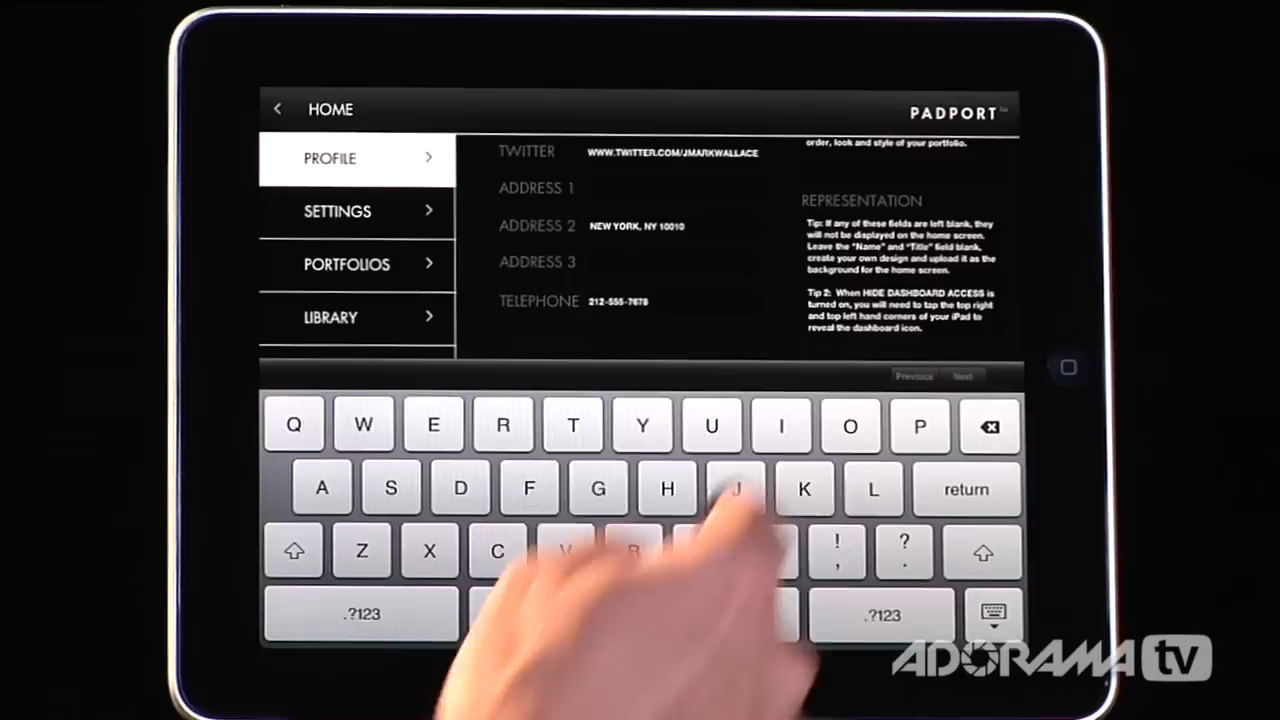 HOME
PADPORT™
PROFILE
SETTINGS
PORTFOLIOS
LIBRARY
TWITTER WWW.TWITTER.COM/JMARKWALLACE
ADDRESS 1
ADDRESS 2 NEW YORK, NY 10010
ADDRESS 3
TELEPHONE 212-555-7678
order, look and style of your portfolio.
REPRESENTATION
Tip: If any of these fields are left blank, they
will not be displayed on the home screen.
Leave the "Name" and "Title" field blank,
create your own design and upload it as the
background for the home screen.
Tip 2: When HIDE DASHBOARD ACCESS is
turned on, you will need to tap the top right
and top left hand corners of your iPad to
reveal the dashboard icon.
Previous Next
Q W E R T Y U I O P
A S D F G H J K L return
Z X C V B ! , ? .
.?123 .?123
ADORAMA tv